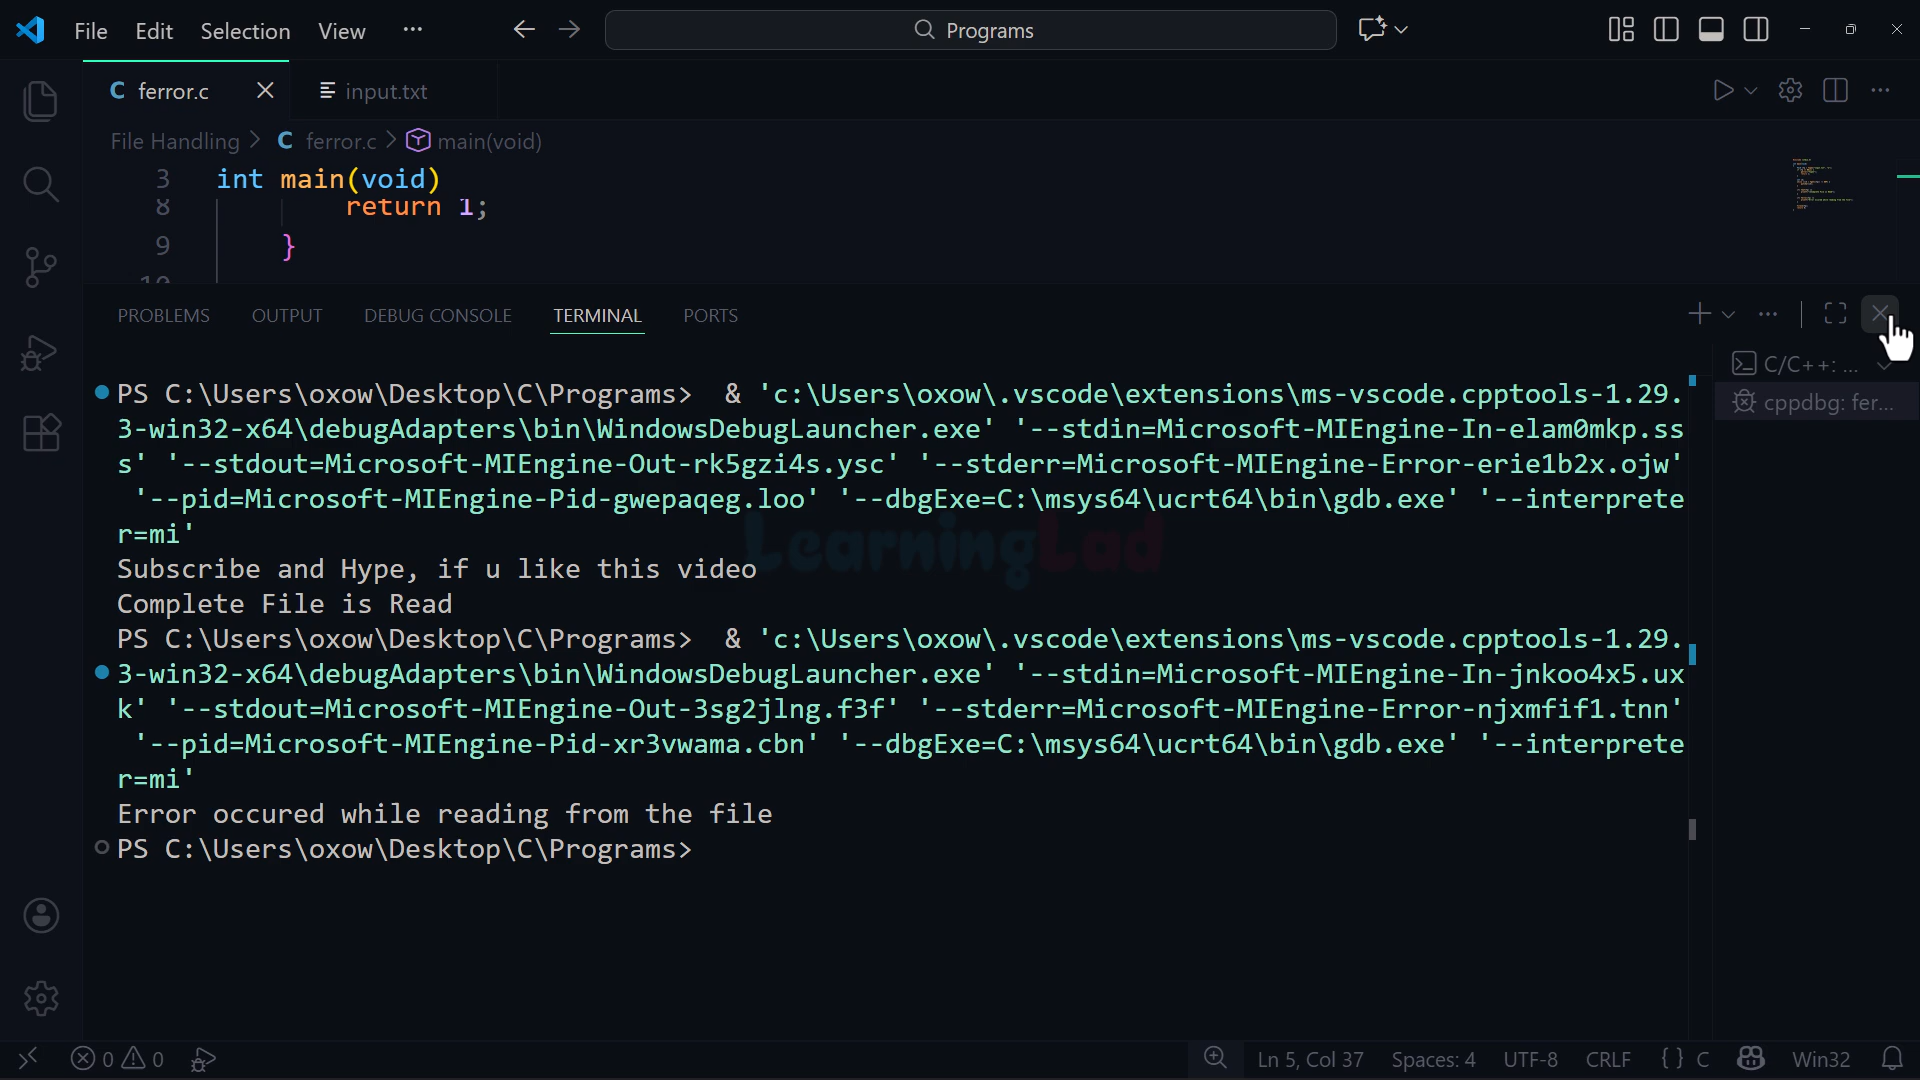 File Edit Selection View ··· Programs
C ferror.c input.txt
File Handling > C ferror.c > main(void)
3 int main(void)
8 return 1;
9 }
10
PROBLEMS OUTPUT DEBUG CONSOLE TERMINAL PORTS
C/C++: ...
cppdbg: fer...
PS C:\Users\oxow\Desktop\C\Programs>  & 'c:\Users\oxow\.vscode\extensions\ms-vscode.cpptools-1.29.
3-win32-x64\debugAdapters\bin\WindowsDebugLauncher.exe' '--stdin=Microsoft-MIEngine-In-elam0mkp.ss
s' '--stdout=Microsoft-MIEngine-Out-rk5gzi4s.ysc' '--stderr=Microsoft-MIEngine-Error-erie1b2x.ojw'
'--pid=Microsoft-MIEngine-Pid-gwepaqeg.loo' '--dbgExe=C:\msys64\ucrt64\bin\gdb.exe' '--interprete
r=mi'
LearningLad
Subscribe and Hype, if u like this video
Complete File is Read
PS C:\Users\oxow\Desktop\C\Programs>  & 'c:\Users\oxow\.vscode\extensions\ms-vscode.cpptools-1.29.
3-win32-x64\debugAdapters\bin\WindowsDebugLauncher.exe' '--stdin=Microsoft-MIEngine-In-jnkoo4x5.ux
k' '--stdout=Microsoft-MIEngine-Out-3sg2jlng.f3f' '--stderr=Microsoft-MIEngine-Error-njxmfif1.tnn'
'--pid=Microsoft-MIEngine-Pid-xr3vwama.cbn' '--dbgExe=C:\msys64\ucrt64\bin\gdb.exe' '--interprete
r=mi'
Error occured while reading from the file
PS C:\Users\oxow\Desktop\C\Programs>
0 0 Ln 5, Col 37 Spaces: 4 UTF-8 CRLF {} C Win32